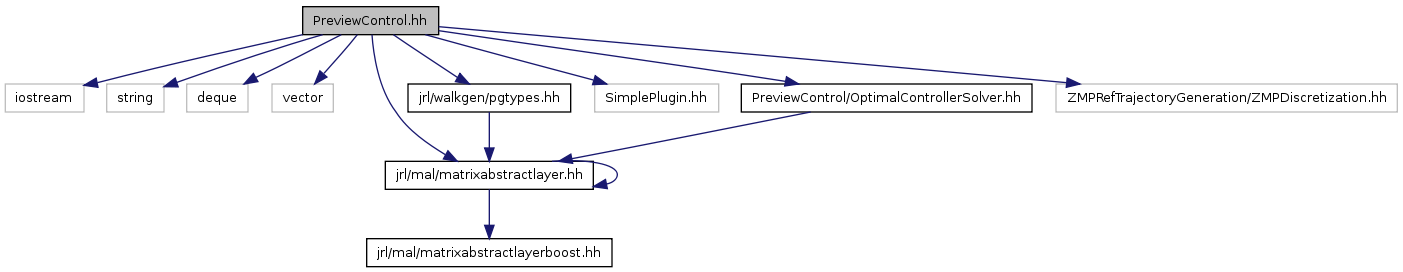 PreviewControl.hh
iostream
string
deque
vector
jrl/walkgen/pgtypes.hh
SimplePlugin.hh
PreviewControl/OptimalControllerSolver.hh
ZMPRefTrajectoryGeneration/ZMPDiscretization.hh
jrl/mal/matrixabstractlayer.hh
jrl/mal/matrixabstractlayerboost.hh